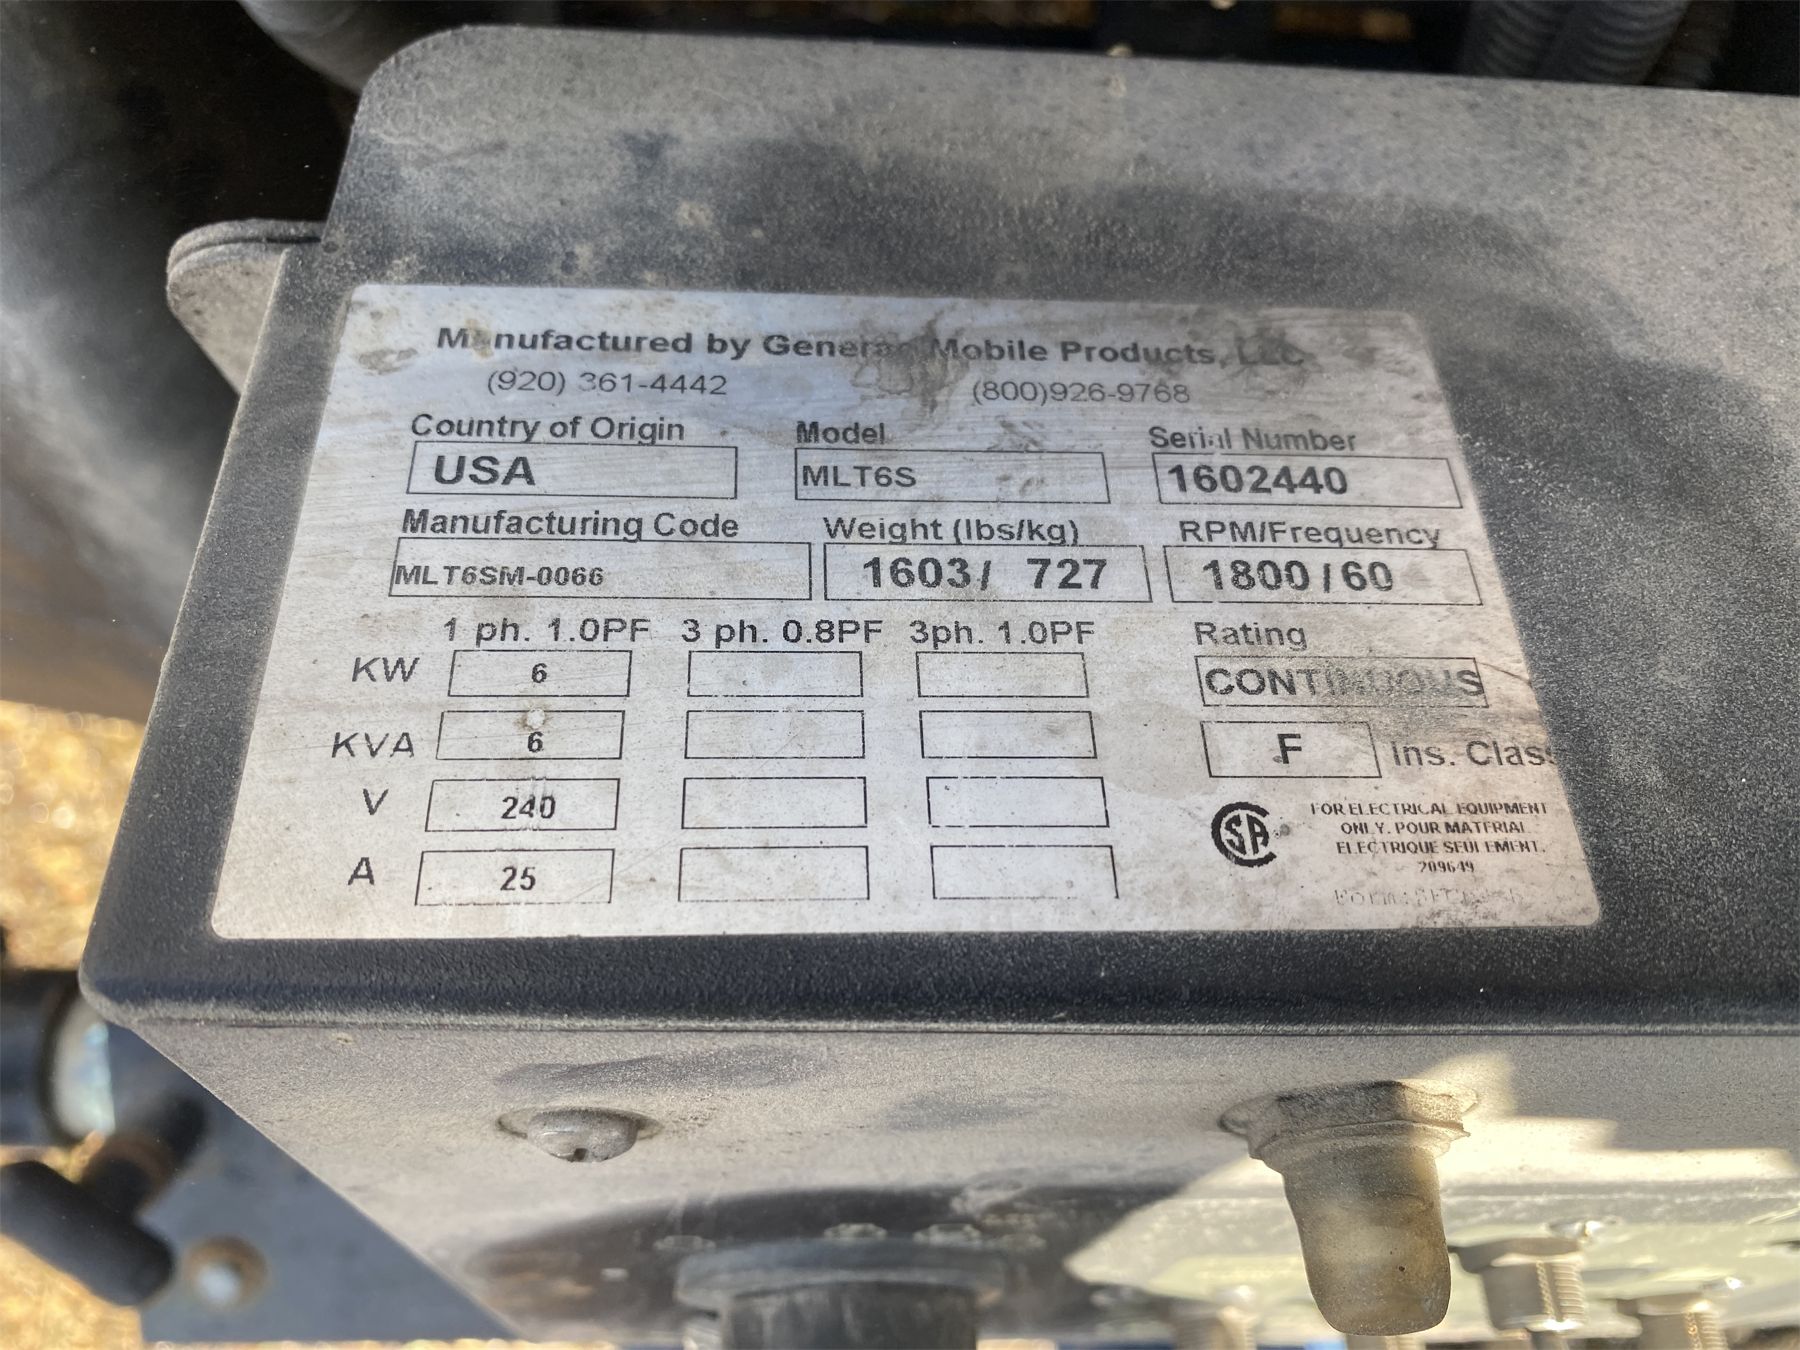 Manufactured by Generac Mobile Products, LLC
(920) 361-4442 (800)926-9768
Country of Origin Model Serial Number
USA MLT6S 1602440
Manufacturing Code Weight (lbs/kg) RPM/Frequency
MLT6SM-0066 1603/ 727 1800/60
1 ph. 1.0PF 3 ph. 0.8PF 3ph. 1.0PF Rating
KW 6 CONTINUOUS
KVA 6 F Ins. Class
V 240
A 25
CSA
FOR ELECTRICAL EQUIPMENT
ONLY. POUR MATERIAL
ELECTRIQUE SEULEMENT.
209649